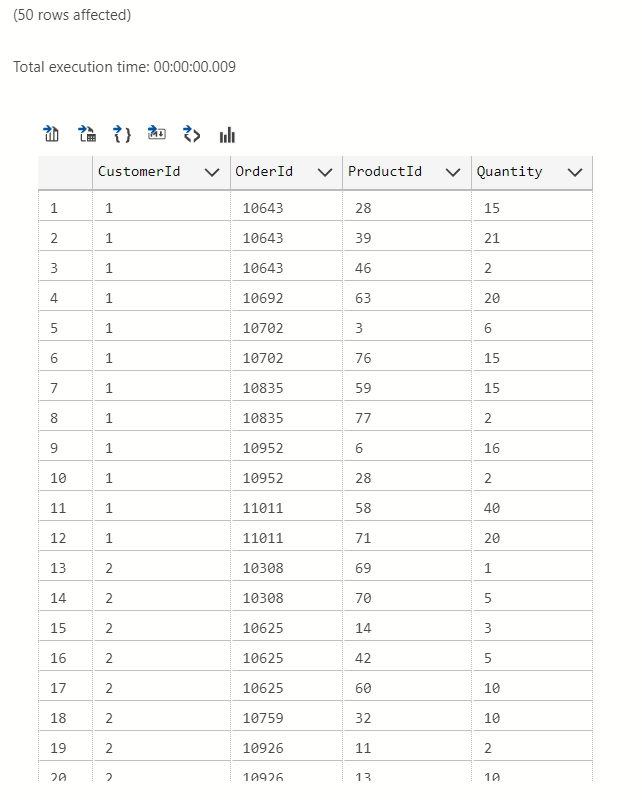 (50 rows affected)
Total execution time: 00:00:00.009
CustomerId OrderId ProductId Quantity
1 1 10643 28 15
2 1 10643 39 21
3 1 10643 46 2
4 1 10692 63 20
5 1 10702 3 6
6 1 10702 76 15
7 1 10835 59 15
8 1 10835 77 2
9 1 10952 6 16
10 1 10952 28 2
11 1 11011 58 40
12 1 11011 71 20
13 2 10308 69 1
14 2 10308 70 5
15 2 10625 14 3
16 2 10625 42 5
17 2 10625 60 10
18 2 10759 32 10
19 2 10926 11 2
20 2 10926 13 10